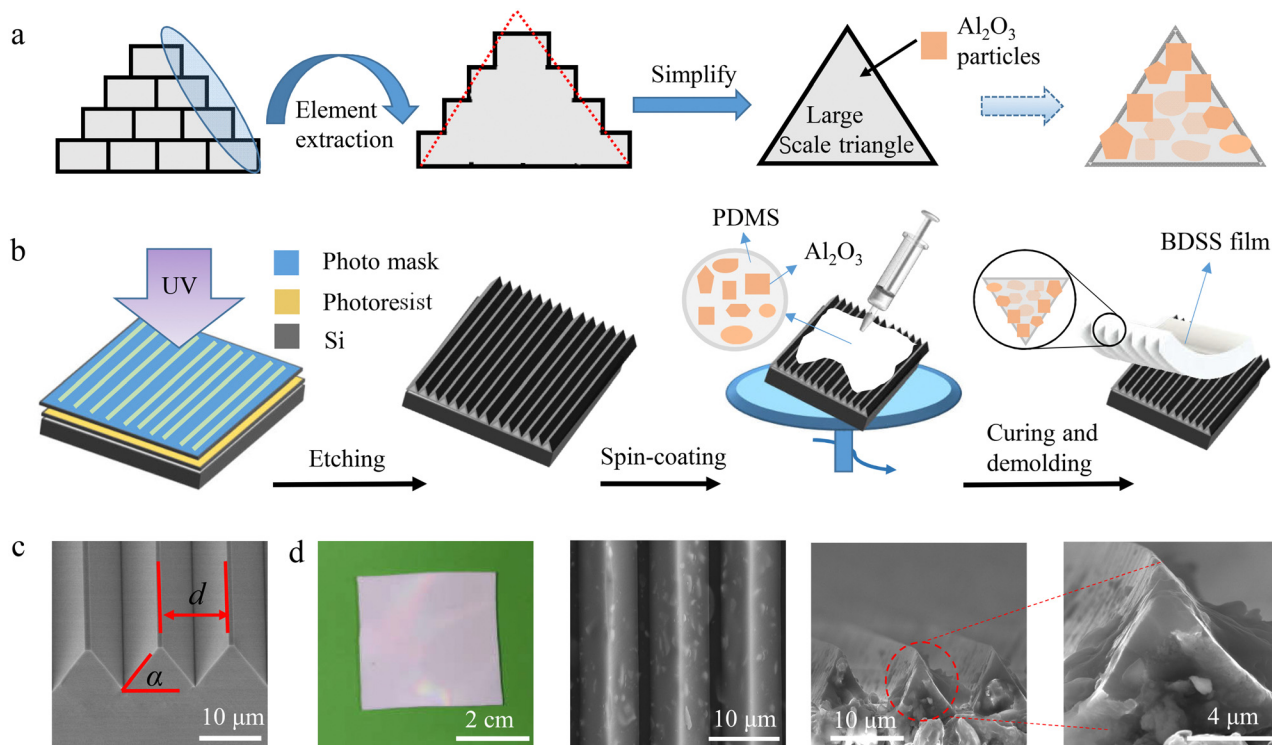 a
Element
extraction
Simplify
Large
Scale triangle
Al₂O₃
particles
b
UV
Photo mask
Photoresist
Si
Etching
Spin-coating
PDMS
Al₂O₃
Curing and
demolding
BDSS film
c
d
α
10 μm
d
2 cm
10 μm
10 μm
4 μm